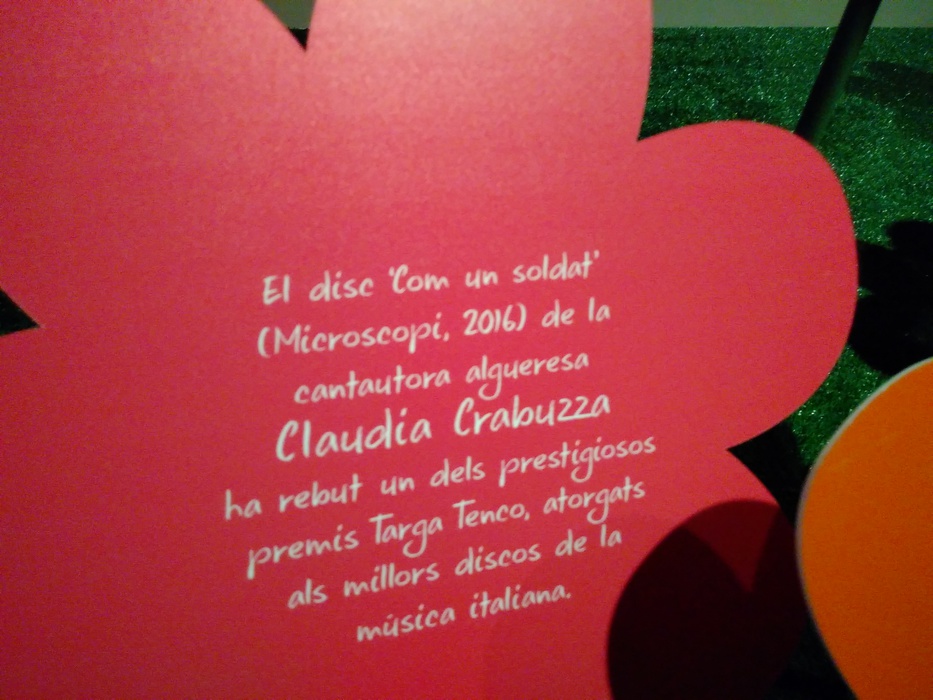 El disc 'Com un soldat'
(Microscopi, 2016) de la
cantautora algueresa
Claudia Crabuzza
ha rebut un dels prestigiosos
premis Targa Tenco, atorgats
als millors discos de la
música italiana.